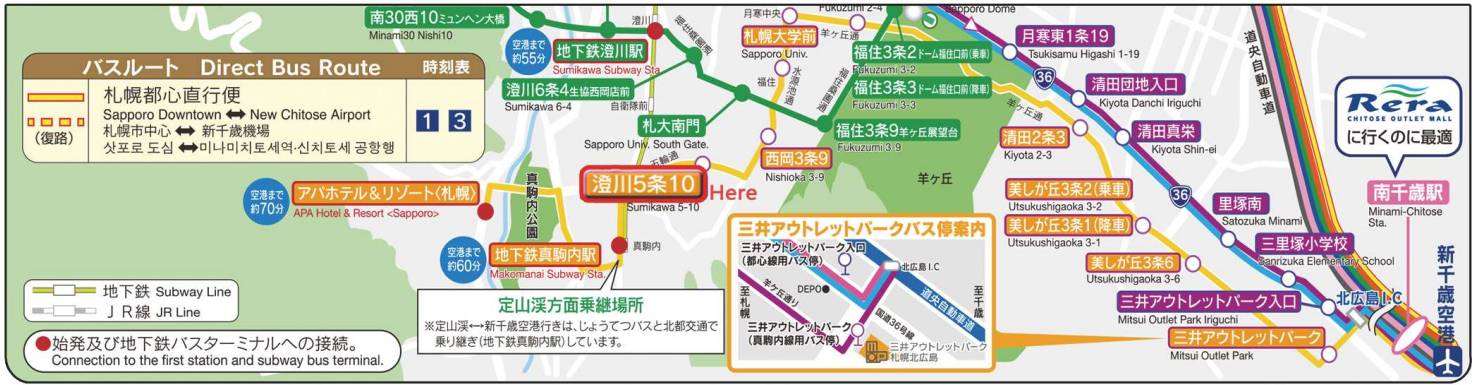 南30西10ミュンヘン大橋
Minami30 Nishi10
澄川
空港まで
約55分
地下鉄澄川駅
Sumikawa Subway Sta.
澄川6条4生協西岡店前
Sumikawa 6-4
自衛隊前
札大南門
Sapporo Univ. South Gate.
月寒中央
札幌大学前
Sapporo Univ.
福住
水源池通
福住桑園通
羊ケ丘通
Fukuzumi 2-4
Sapporo Dome
福住3条2ドーム福住口前(乗車)
Fukuzumi 3-2
福住3条3ドーム福住口前(降車)
Fukuzumi 3-3
福住3条9羊ヶ丘展望台
Fukuzumi 3-9
月寒東1条19
Tsukisamu Higashi 1-19
36
清田団地入口
Kiyota Danchi Iriguchi
羊ケ丘通
清田2条3
Kiyota 2-3
清田真栄
Kiyota Shin-ei
道央自動車道
Rera
CHITOSE OUTLET MALL
に行くのに最適
バスルート Direct Bus Route
時刻表
札幌都心直行便
Sapporo Downtown ⬌ New Chitose Airport
(復路)
札幌市中心 ⬌ 新千歳機場
삿포로 도심 ⬌미나미치토세역·신치토세 공항행
1 3
五輪通
西岡3条9
Nishioka 3-9
澄川5条10
Sumikawa 5-10
Here
羊ヶ丘
空港まで
約70分
アパホテル&リゾート〈札幌〉
APA Hotel & Resort <Sapporo>
真駒内公園
空港まで
約60分
地下鉄真駒内駅
Makomanai Subway Sta.
真駒内
美しが丘3条2(乗車)
Utsukushigaoka 3-2
美しが丘3条1(降車)
Utsukushigaoka 3-1
36
里塚南
Satozuka Minami
南千歳駅
Minami-Chitose
Sta.
三里塚小学校
Sanrizuka Elementary School
美しが丘3条6
Utsukushigaoka 3-6
三井アウトレットパーク入口
Mitsui Outlet Park Iriguchi
北広島I.C
三井アウトレットパーク
Mitsui Outlet Park
新千歳空港
三井アウトレットパークバス停案内
三井アウトレットパーク入口
(都心線用バス停)
北広島I.C
羊ケ丘通り
DEPO
至札幌
道央自動車道
至千歳
国道36号線
三井アウトレットパーク
(真駒内線用バス停)
三井アウトレットパーク
札幌北広島
定山渓方面乗継場所
※定山渓⟷新千歳空港行きは、じょうてつバスと北都交通で
乗り継ぎ(地下鉄真駒内駅)しています。
地下鉄 Subway Line
JR線 JR Line
●始発及び地下鉄バスターミナルへの接続。
Connection to the first station and subway bus terminal.